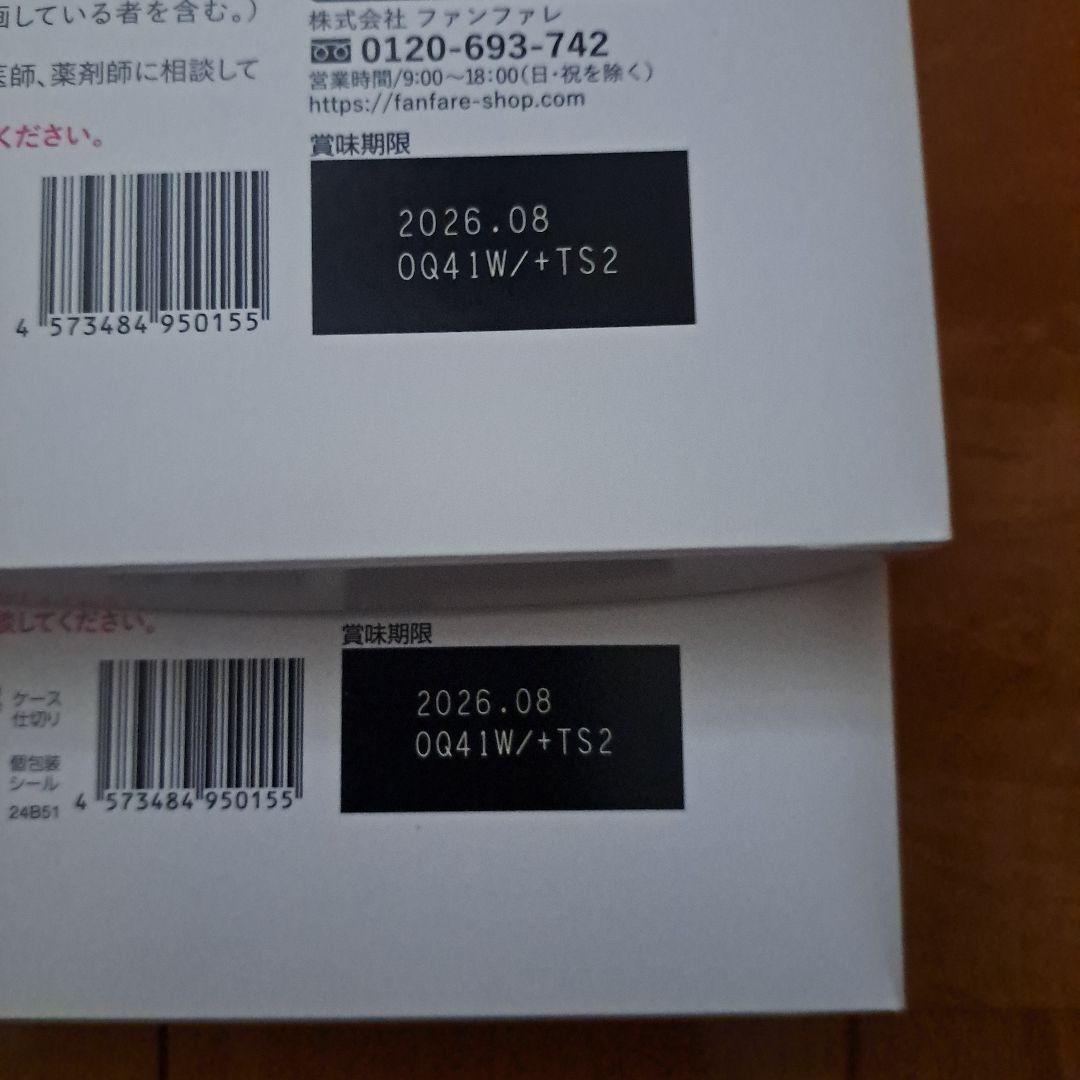 画している者を含む。)
医師、薬剤師に相談して
ください。
4 573484 950155
株式会社 ファンファレ
0120-693-742
営業時間/9:00～18:00(日・祝を除く)
https://fanfare-shop.com
賞味期限
2026.08
0Q41W/+TS2
談してください。
ケース
仕切り
個包装
シール
24B51
4 573484 950155
賞味期限
2026.08
0Q41W/+TS2